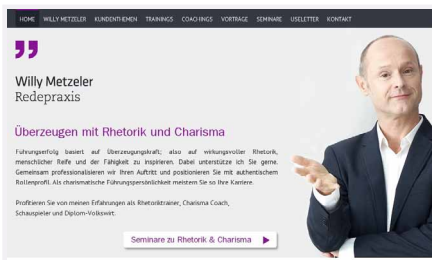 HOME WILLY METZELER KUNDENTHEMEN TRAININGS COACHINGS VORTRÄGE SEMINARE USELETTER KONTAKT
Willy Metzeler
Redepraxis
Überzeugen mit Rhetorik und Charisma
Führungserfolg basiert auf Überzeugungskraft; also auf wirkungsvoller Rhetorik,
menschlicher Reife und der Fähigkeit zu inspirieren. Dabei unterstütze ich Sie gerne.
Gemeinsam professionalisieren wir Ihren Auftritt und positionieren Sie mit authentischem
Rollenprofil. Als charismatische Führungspersönlichkeit meistern Sie so Ihre Karriere.
Profitieren Sie von meinen Erfahrungen als Rhetoriktrainer, Charisma Coach,
Schauspieler und Diplom-Volkswirt.
Seminare zu Rhetorik & Charisma